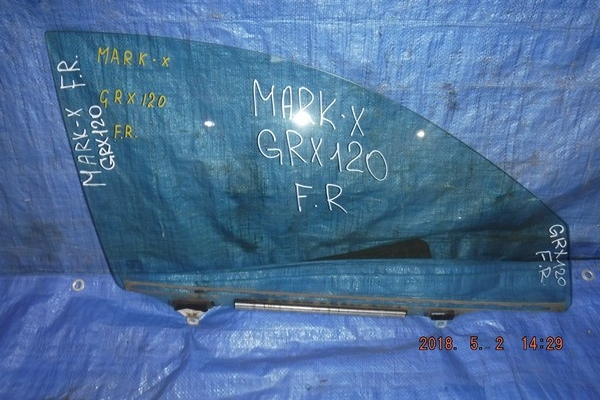 MARK-X F.R.
GRX120
MARK-X
GRX120
F.R.
MARK-X
GRX120
F.R
GRX120
F.R
2018. 5. 2 14:29